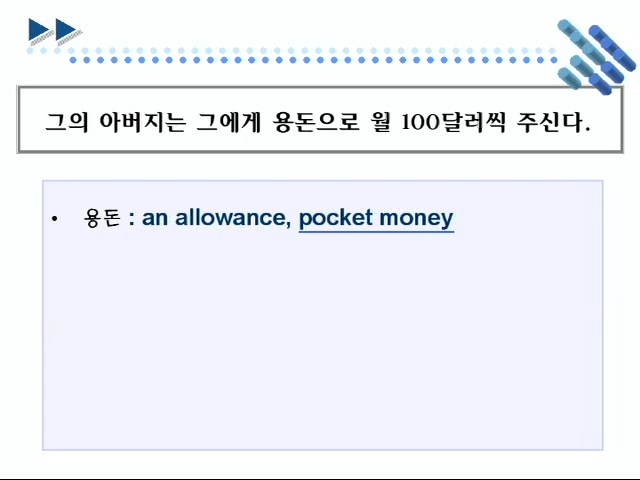 그의 아버지는 그에게 용돈으로 월 100달러씩 주신다.
• 용돈 : an allowance, pocket money